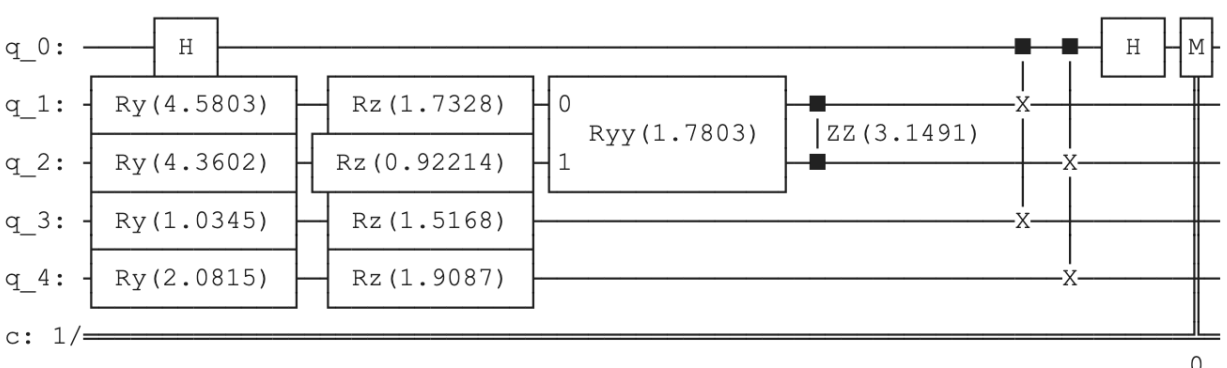 q_0: H H M
q_1: Ry(4.5803) Rz(1.7328) 0 X
Ryy(1.7803) ZZ(3.1491)
q_2: Ry(4.3602) Rz(0.92214) 1 X
q_3: Ry(1.0345) Rz(1.5168) X
q_4: Ry(2.0815) Rz(1.9087) X
c: 1/
0